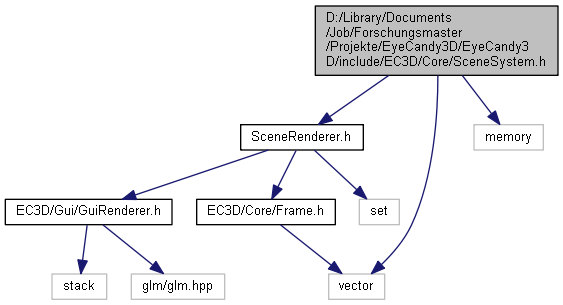 D:/Library/Documents
/Job/Forschungsmaster
/Projekte/EyeCandy3D/EyeCandy3
D/include/EC3D/Core/SceneSystem.h
SceneRenderer.h
memory
EC3D/Gui/GuiRenderer.h
EC3D/Core/Frame.h
set
stack
glm/glm.hpp
vector